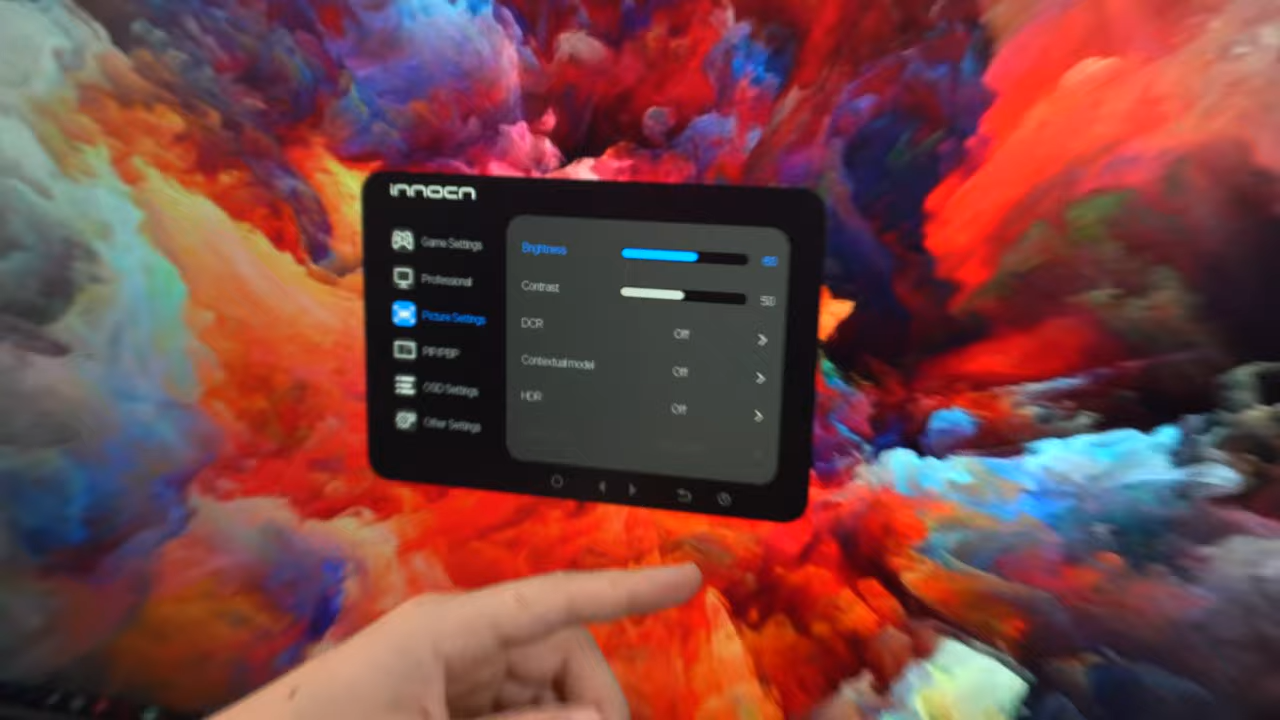 INNOCN
Game Settings
Professional
Picture Settings
PIP/PBP
OSD Settings
Other Settings
Brightness
Contrast 50
DCR Off
Contextual model Off
HDR Off